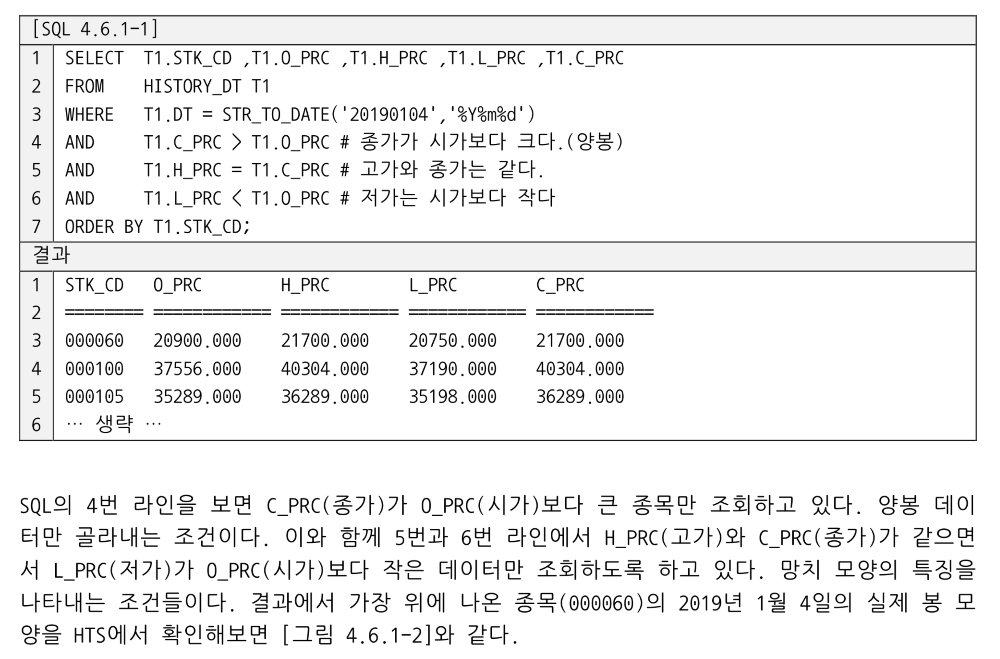 [SQL 4.6.1-1]
1 SELECT  T1.STK_CD ,T1.O_PRC ,T1.H_PRC ,T1.L_PRC ,T1.C_PRC
2 FROM    HISTORY_DT T1
3 WHERE   T1.DT = STR_TO_DATE('20190104','%Y%m%d')
4 AND     T1.C_PRC > T1.O_PRC # 종가가 시가보다 크다.(양봉)
5 AND     T1.H_PRC = T1.C_PRC # 고가와 종가는 같다.
6 AND     T1.L_PRC < T1.O_PRC # 저가는 시가보다 작다
7 ORDER BY T1.STK_CD;
결과
1 STK_CD   O_PRC        H_PRC        L_PRC        C_PRC
2 ======== ============ ============ ============ ============
3 000060   20900.000    21700.000    20750.000    21700.000
4 000100   37556.000    40304.000    37190.000    40304.000
5 000105   35289.000    36289.000    35198.000    36289.000
6 … 생략 …
SQL의 4번 라인을 보면 C_PRC(종가)가 O_PRC(시가)보다 큰 종목만 조회하고 있다. 양봉 데이
터만 골라내는 조건이다. 이와 함께 5번과 6번 라인에서 H_PRC(고가)와 C_PRC(종가)가 같으면
서 L_PRC(저가)가 O_PRC(시가)보다 작은 데이터만 조회하도록 하고 있다. 망치 모양의 특징을
나타내는 조건들이다. 결과에서 가장 위에 나온 종목(000060)의 2019년 1월 4일의 실제 봉 모
양을 HTS에서 확인해보면 [그림 4.6.1-2]와 같다.